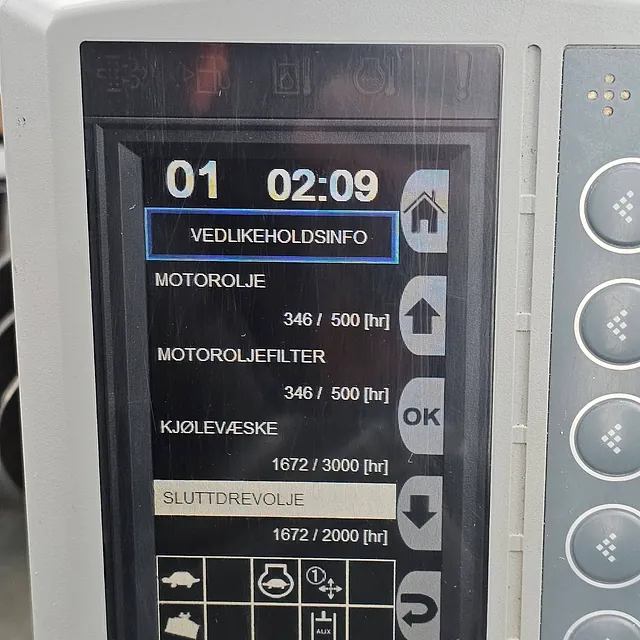 01 02:09
VEDLIKEHOLDSINFO
MOTOROLJE
346 / 500 [hr]
MOTOROLJEFILTER
346 / 500 [hr]
KJØLEVÆSKE
1672 / 3000 [hr]
OK
SLUTTDREVOLJE
1672 / 2000 [hr]
1
AUX